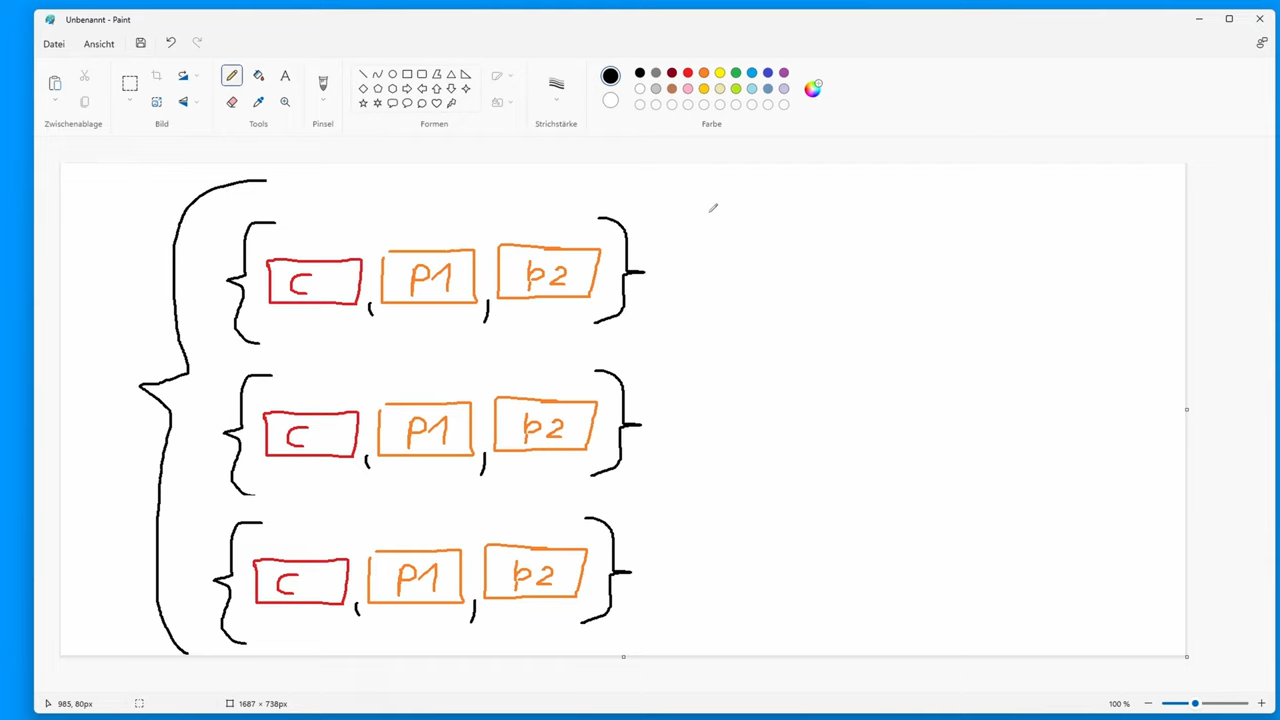 Unbenannt - Paint
Datei Ansicht
Zwischenablage Bild Tools Pinsel Formen Strichstärke Farbe
{ C , P1 , P2 }
{ C , P1 , P2 }
{ C , P1 , P2 }
985, 80px 1687 × 738px 100 %